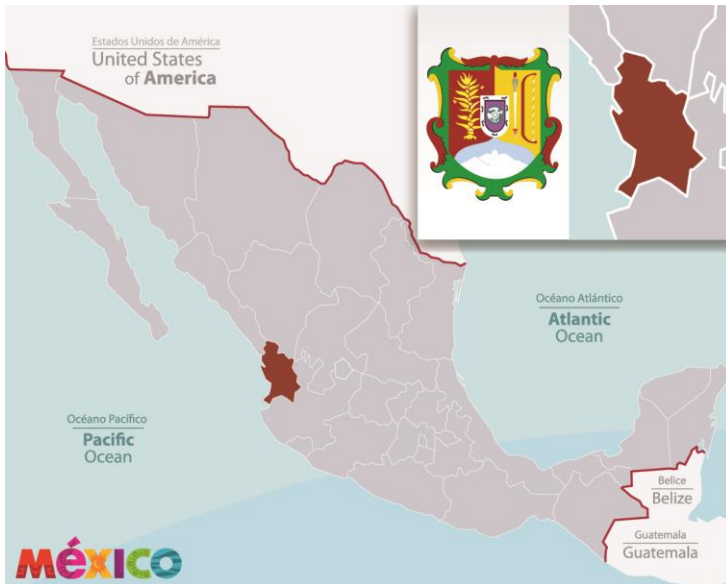 Estados Unidos de América
United States
of America
Océano Atlántico
Atlantic
Ocean
Océano Pacífico
Pacific
Ocean
Belice
Belize
Guatemala
Guatemala
México